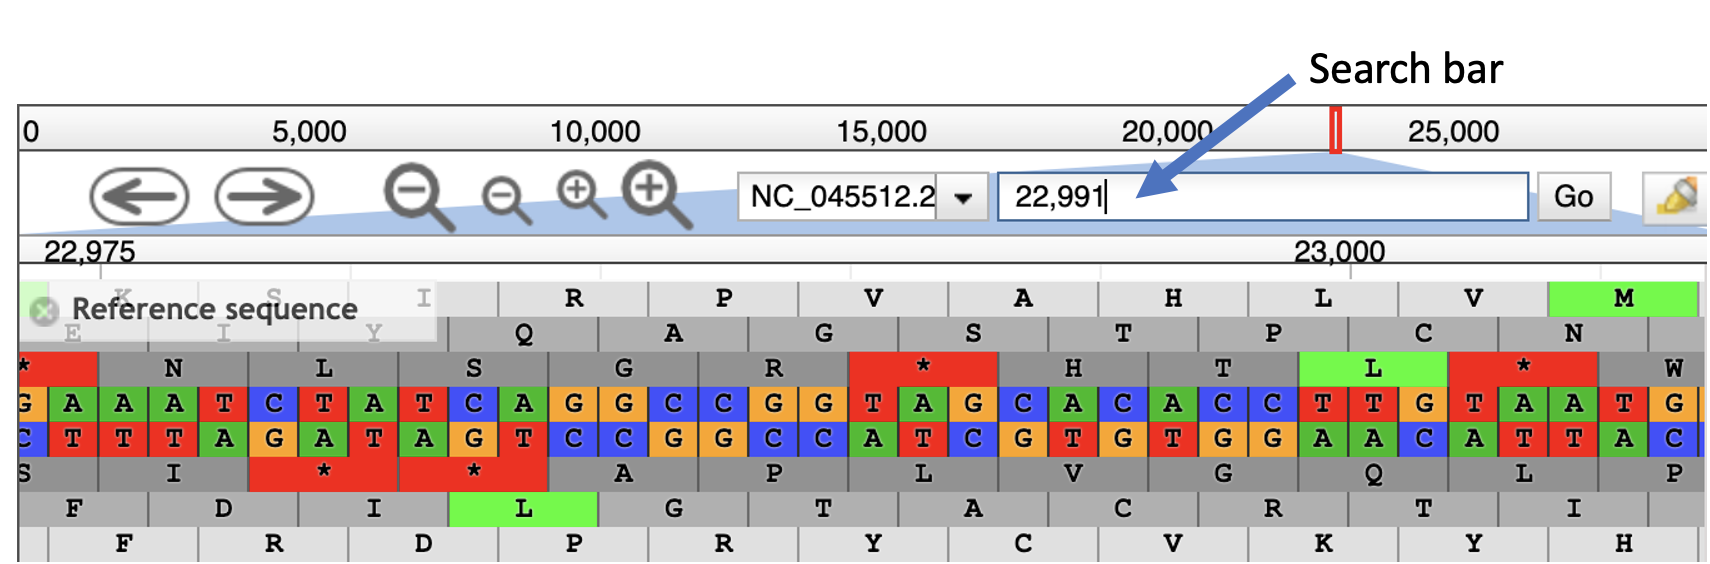 Search bar
0 5,000 10,000 15,000 20,000 25,000
NC_045512.2 22,991 Go
22,975 23,000
K S I R P V A H L V M
Reference sequence
E I Y Q A G S T P C N
* N L S G R * H T L * W
G A A A T C T A T C A G G C C G G T A G C A C A C C T T G T A A T G
C T T T A G A T A G T C C G G C C A T C G T G T G G A A C A T T A C
S I * * A P L V G Q L P
F D I L G T A C R T I
F R D P R Y C V K Y H